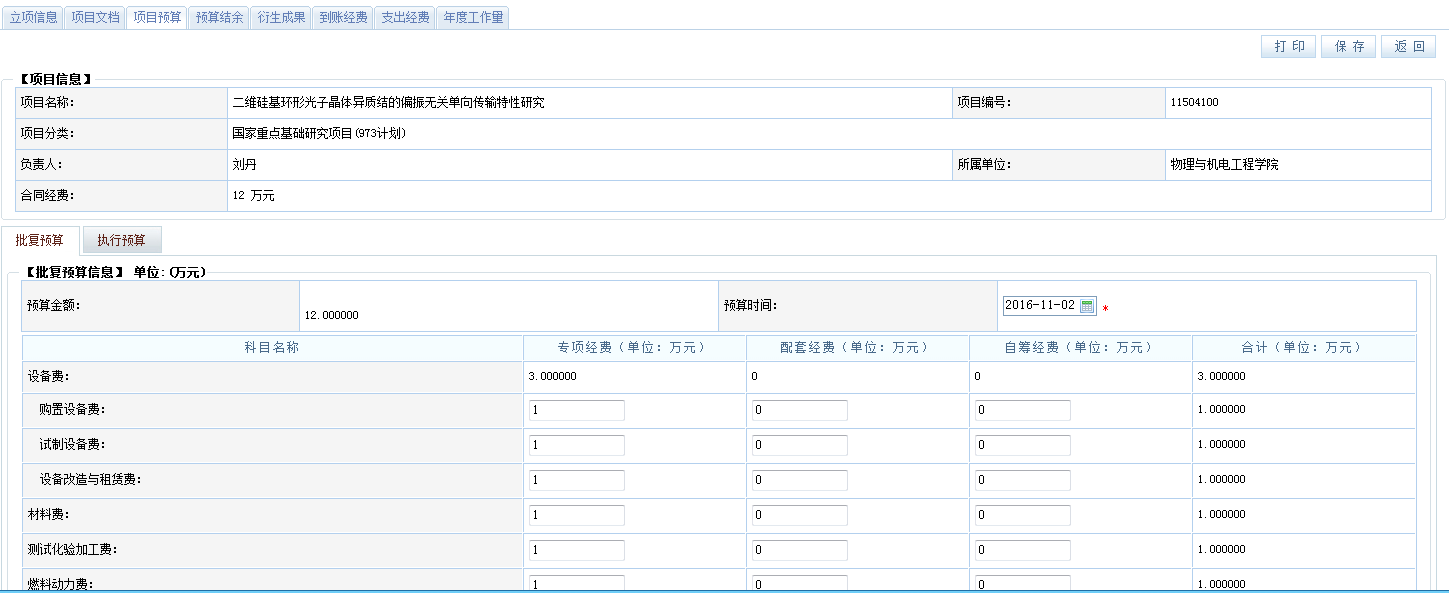 立项信息 项目文档 项目预算 预算结余 衍生成果 到账经费 支出经费 年度工作量
打 印 保 存 返 回
【项目信息】
项目名称： 二维硅基环形光子晶体异质结的偏振无关单向传输特性研究 项目编号： 11504100
项目分类： 国家重点基础研究项目(973计划)
负责人： 刘丹 所属单位： 物理与机电工程学院
合同经费： 12 万元
批复预算 执行预算
【批复预算信息】 单位：(万元)
预算金额： 12.000000 预算时间： 2016-11-02 *
科目名称 专项经费（单位：万元） 配套经费（单位：万元） 自筹经费（单位：万元） 合计（单位：万元）
设备费： 3.000000 0 0 3.000000
购置设备费： 1 0 0 1.000000
试制设备费： 1 0 0 1.000000
设备改造与租赁费： 1 0 0 1.000000
材料费： 1 0 0 1.000000
测试化验加工费： 1 0 0 1.000000
燃料动力费： 1 0 0 1.000000